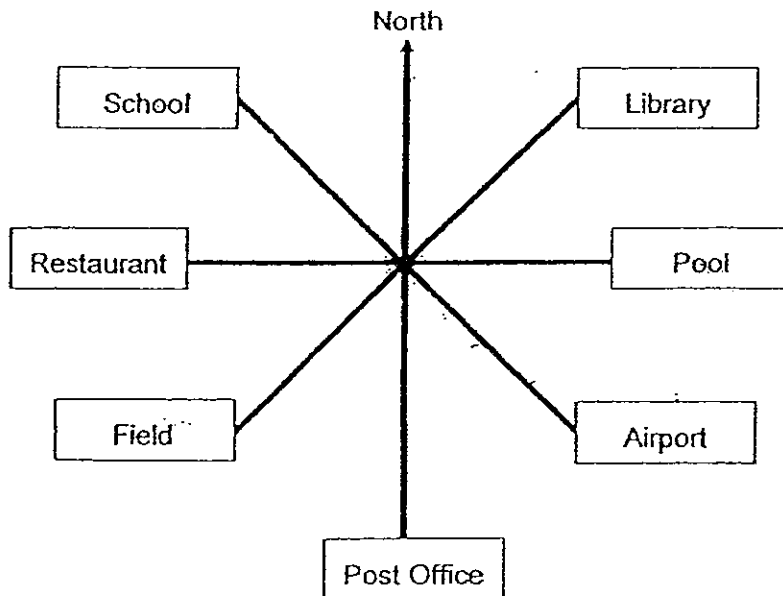 North
School
Library
Restaurant
Pool
Field
Airport
Post Office